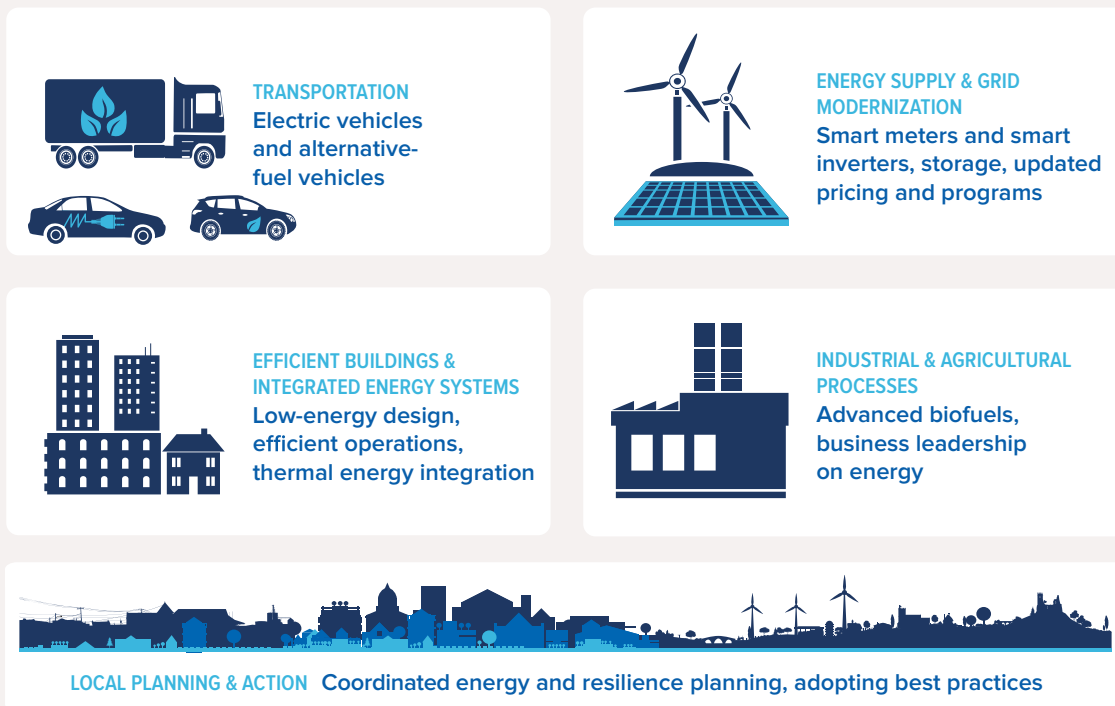 TRANSPORTATION
Electric vehicles
and alternative-
fuel vehicles
ENERGY SUPPLY & GRID
MODERNIZATION
Smart meters and smart
inverters, storage, updated
pricing and programs
EFFICIENT BUILDINGS &
INTEGRATED ENERGY SYSTEMS
Low-energy design,
efficient operations,
thermal energy integration
INDUSTRIAL & AGRICULTURAL
PROCESSES
Advanced biofuels,
business leadership
on energy
LOCAL PLANNING & ACTION Coordinated energy and resilience planning, adopting best practices